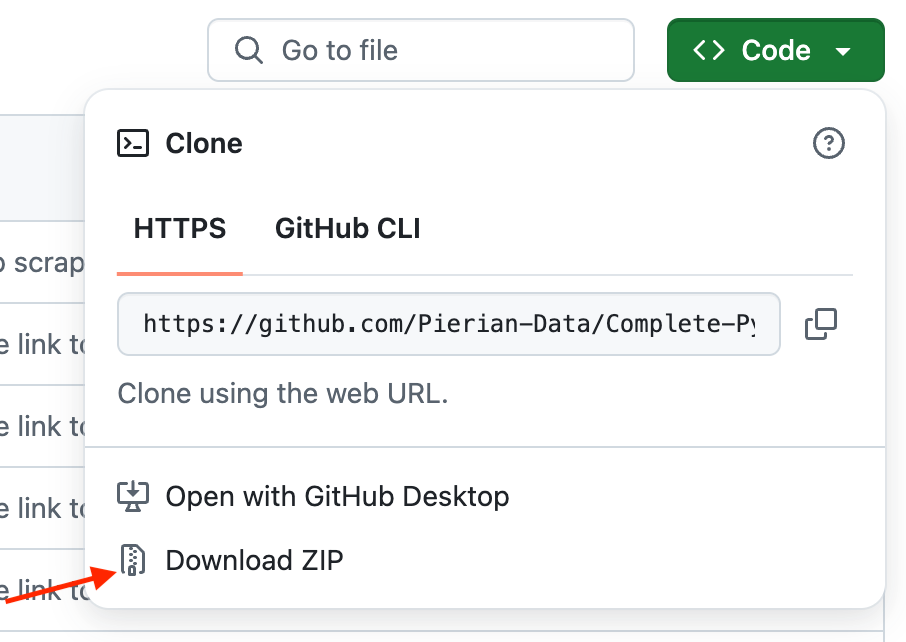 Go to file
Code
Clone
HTTPS
GitHub CLI
https://github.com/Pierian-Data/Complete-Py
Clone using the web URL.
Open with GitHub Desktop
Download ZIP
scrap
link to
link to
link to
link to